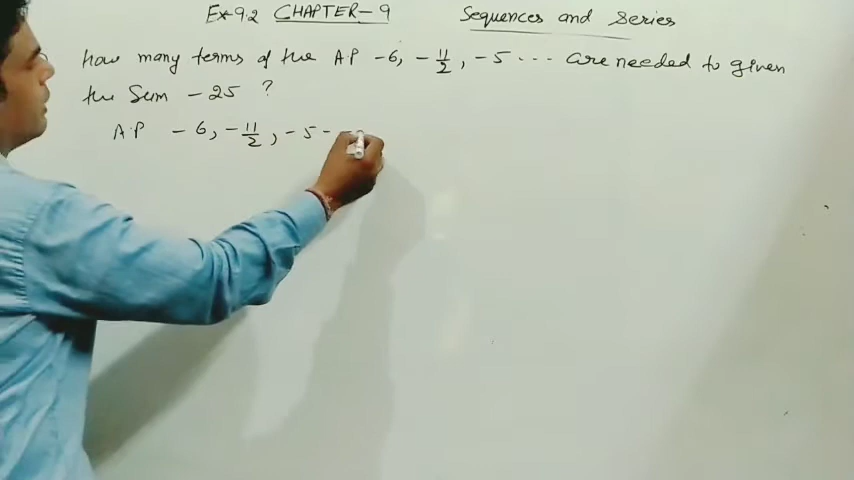 Ex 9.2 CHAPTER-9 Sequences and Series
How many terms of the AP -6, -11/2, -5 ... are needed to given
the Sum -25 ?
A.P -6, -11/2, -5 -